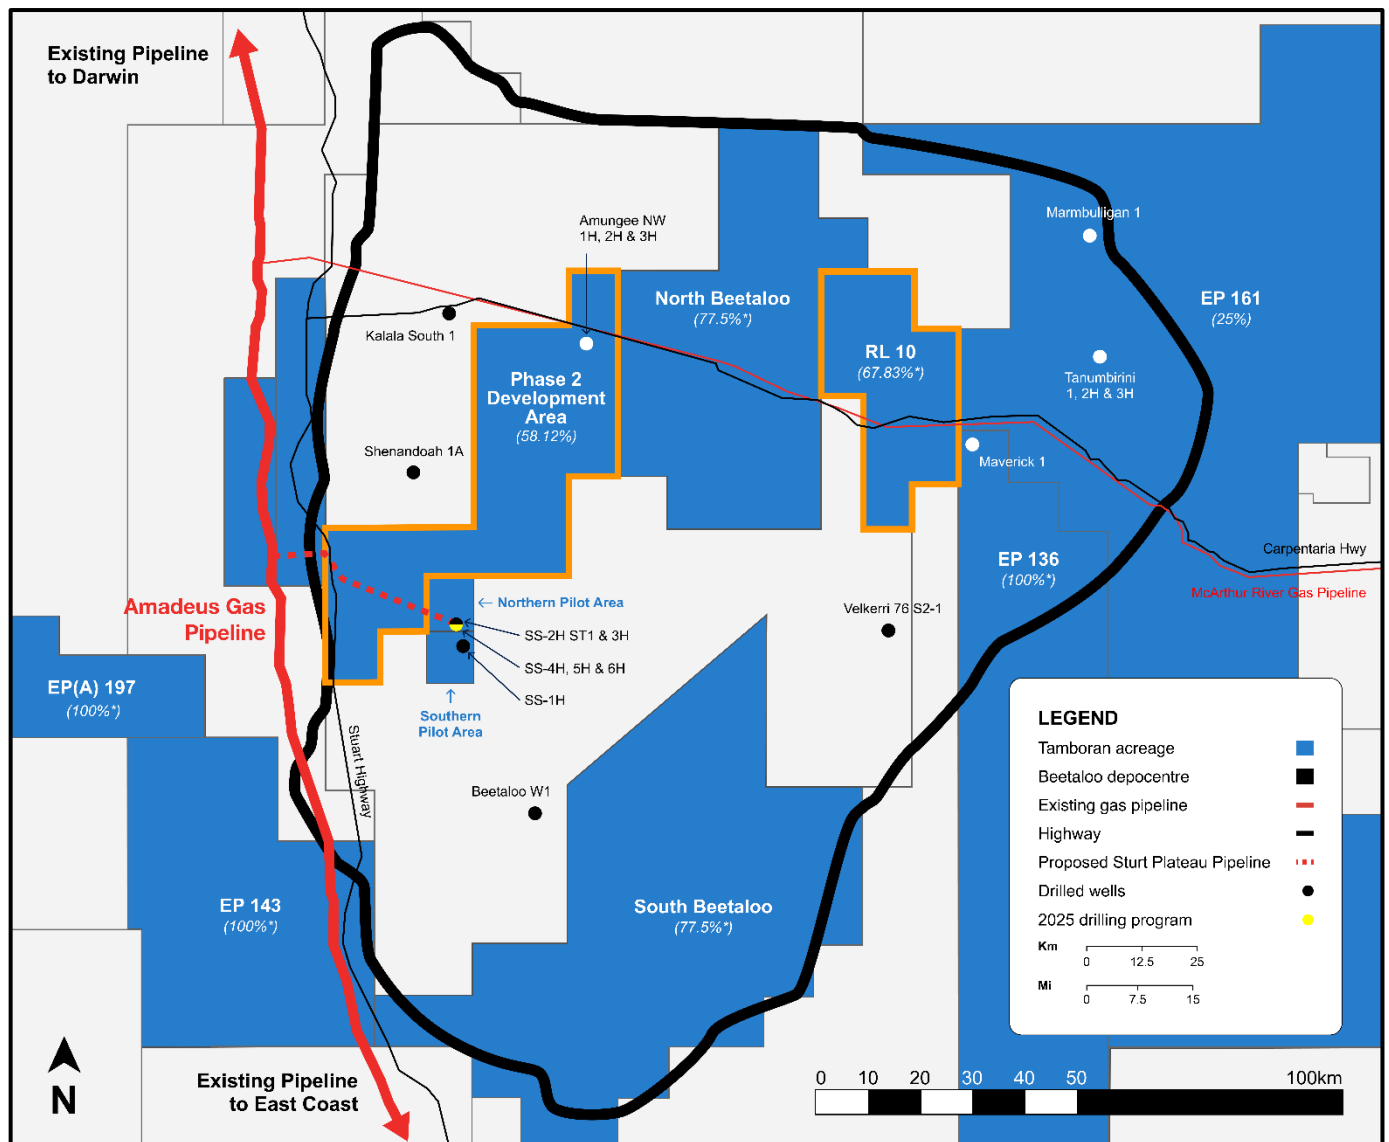 Existing Pipeline
to Darwin
Amungee NW
1H, 2H & 3H
Marmbulligan 1
North Beetaloo
(77.5%*)
EP 161
(25%)
Kalala South 1
RL 10
(67.83%*)
Phase 2
Development
Area
(58.12%)
Tanumbirini
1, 2H & 3H
Shenandoah 1A
Maverick 1
Carpentaria Hwy
EP 136
(100%*)
McArthur River Gas Pipeline
Amadeus Gas
Pipeline
← Northern Pilot Area
Velkerri 76 S2-1
SS-2H ST1 & 3H
SS-4H, 5H & 6H
SS-1H
EP(A) 197
(100%*)
↑
Southern
Pilot Area
Stuart Highway
Beetaloo W1
EP 143
(100%*)
South Beetaloo
(77.5%*)
LEGEND
Tamboran acreage
Beetaloo depocentre
Existing gas pipeline
Highway
Proposed Sturt Plateau Pipeline
Drilled wells
2025 drilling program
Km
0 12.5 25
Mi
0 7.5 15
N
Existing Pipeline
to East Coast
0 10 20 30 40 50 100km